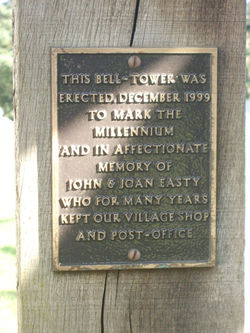 THIS BELL-TOWER WAS
ERECTED, DECEMBER 1999
TO MARK THE
MILLENNIUM
AND IN AFFECTIONATE
MEMORY OF
JOHN & JOAN EASTY
WHO FOR MANY YEARS
KEPT OUR VILLAGE SHOP
AND POST-OFFICE